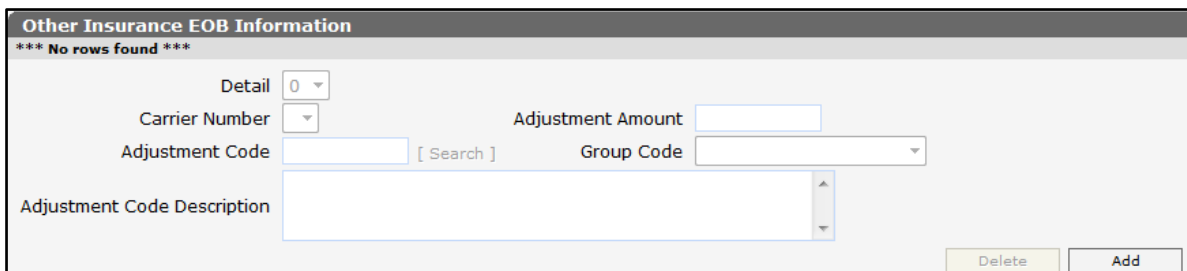 Other Insurance EOB Information
*** No rows found ***
Detail 0
Carrier Number Adjustment Amount
Adjustment Code [ Search ] Group Code
Adjustment Code Description
Delete Add